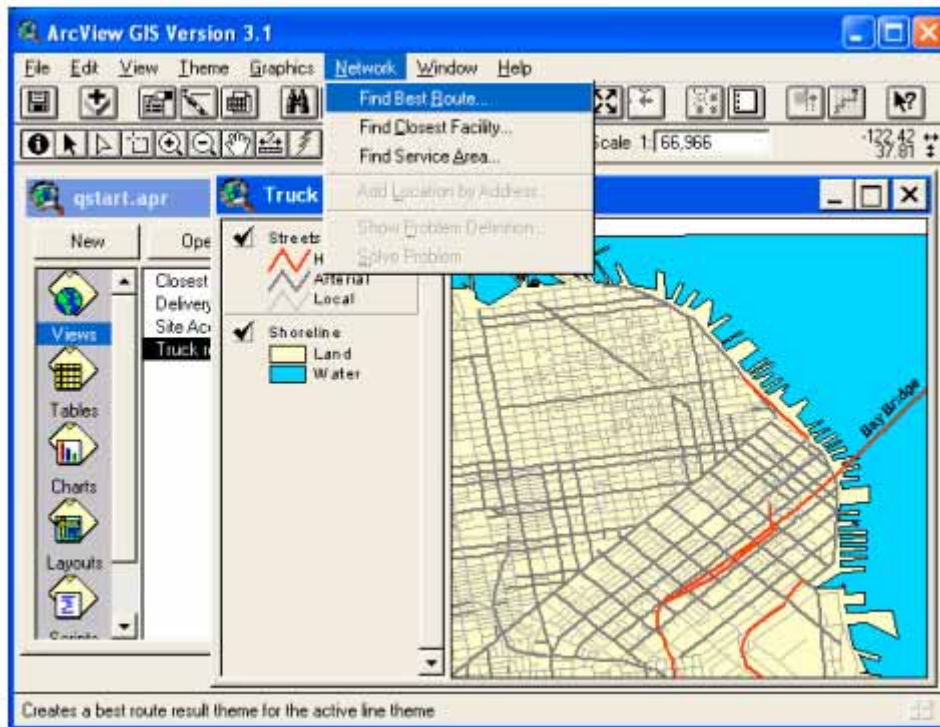 ArcView GIS Version 3.1
File Edit View Theme Graphics Network Window Help
Find Best Route...
Find Closest Facility...
Find Service Area...
Add Location by Address...
Show Problem Definition...
Solve Problem
Scale 1: 66,966
-122.42
37.81
qstart.apr
Truck
New Ope
Views
Tables
Charts
Layouts
Scripts
Closest
Delivery
Site Acc
Truck r
Streets
H
Arterial
Local
Shoreline
Land
Water
Bay Bridge
Creates a best route result theme for the active line theme